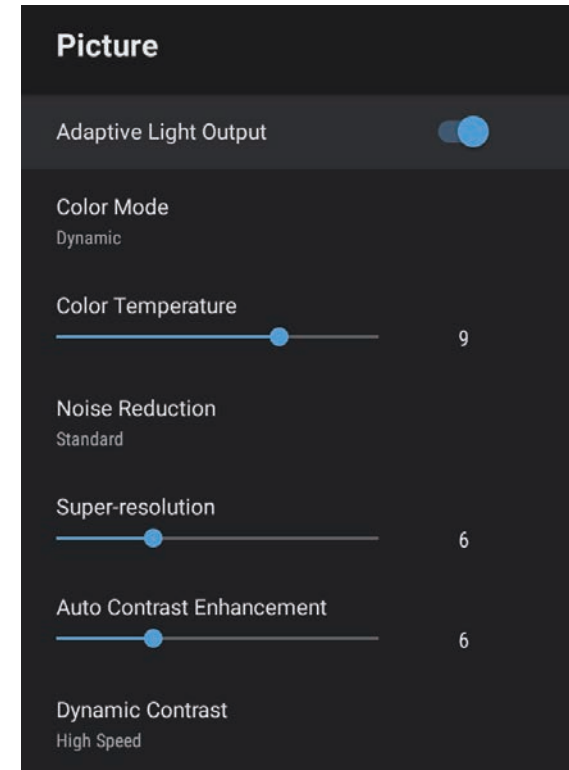 Picture
Adaptive Light Output
Color Mode
Dynamic
Color Temperature
9
Noise Reduction
Standard
Super-resolution
6
Auto Contrast Enhancement
6
Dynamic Contrast
High Speed